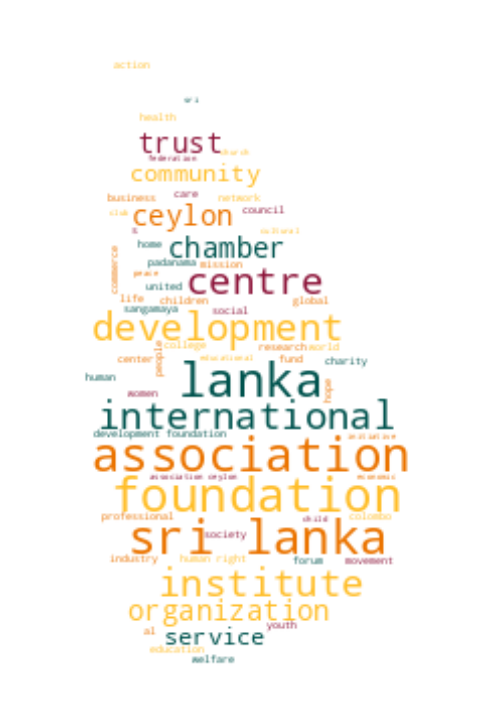 action
sri
health
trust
church
federation
community
care
business
network
club
ceylon
council
s
cultural
home
chamber
commerce
padanama
mission
peace
centre
united
life
children
global
sangamaya
social
development
people
college
research
world
center
educational
fund
charity
lanka
human
women
hope
international
development foundation
initiative
association
association ceylon
economic
foundation
professional
child
colombo
sri lanka
society
industry
human right
forum
movement
institute
organization
youth
al
service
education
welfare